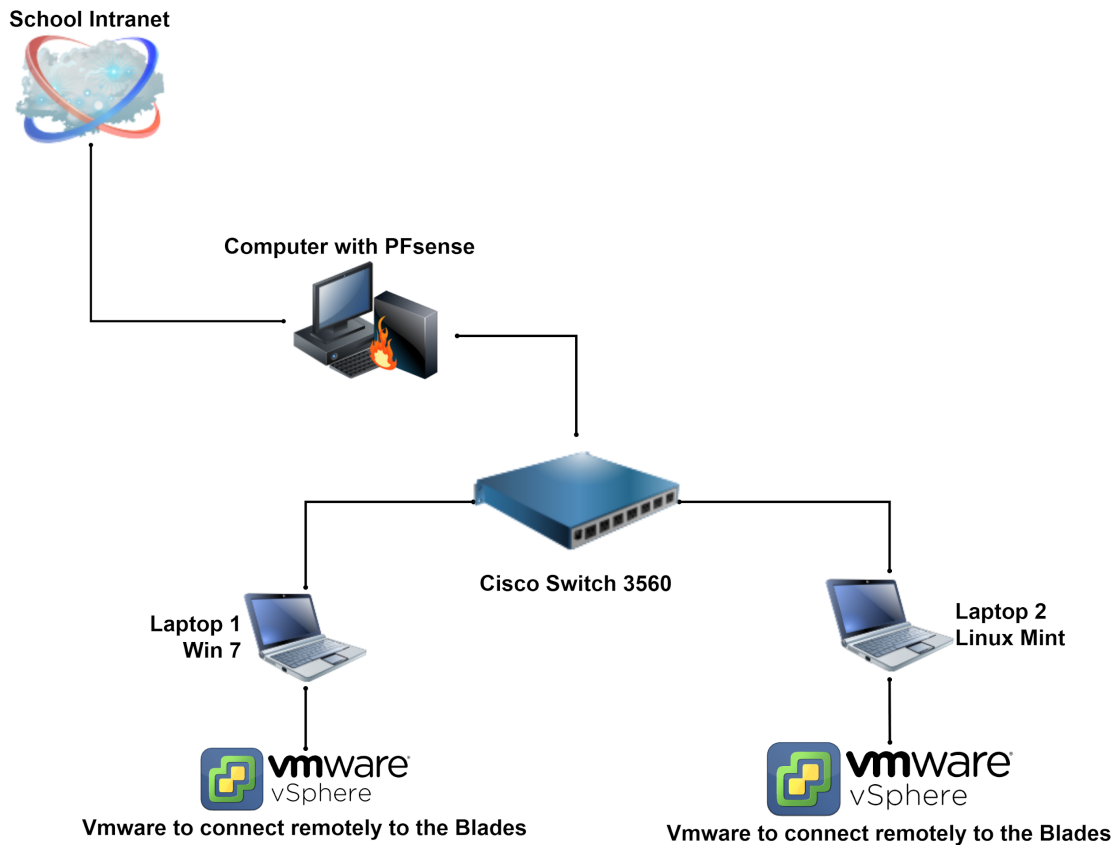 School Intranet
Computer with PFsense
Cisco Switch 3560
Laptop 1
Win 7
Laptop 2
Linux Mint
vmware®
vSphere
Vmware to connect remotely to the Blades
vmware®
vSphere
Vmware to connect remotely to the Blades